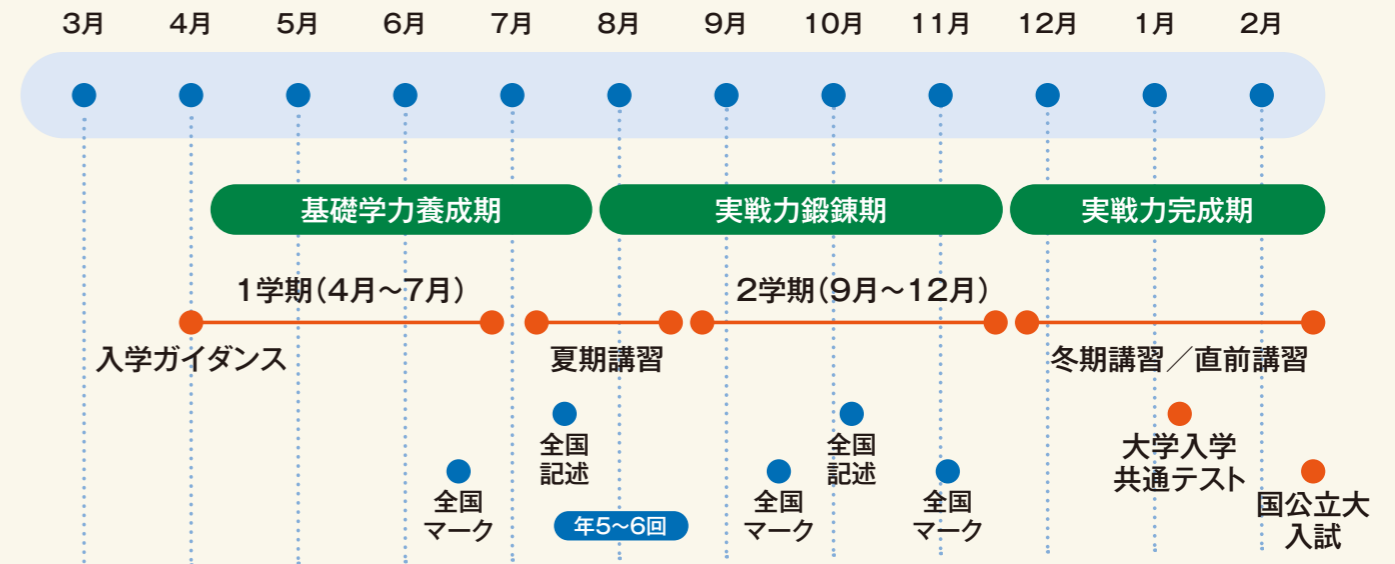 3月 4月 5月 6月 7月 8月 9月 10月 11月 12月 1月 2月
基礎学力養成期 実戦力鍛錬期 実戦力完成期
1学期（4月〜7月） 2学期（9月〜12月）
入学ガイダンス 夏期講習 冬期講習／直前講習
全国
記述
全国
記述
大学入学
共通テスト
全国
マーク
年5〜6回
全国
マーク
全国
マーク
国公立大
入試